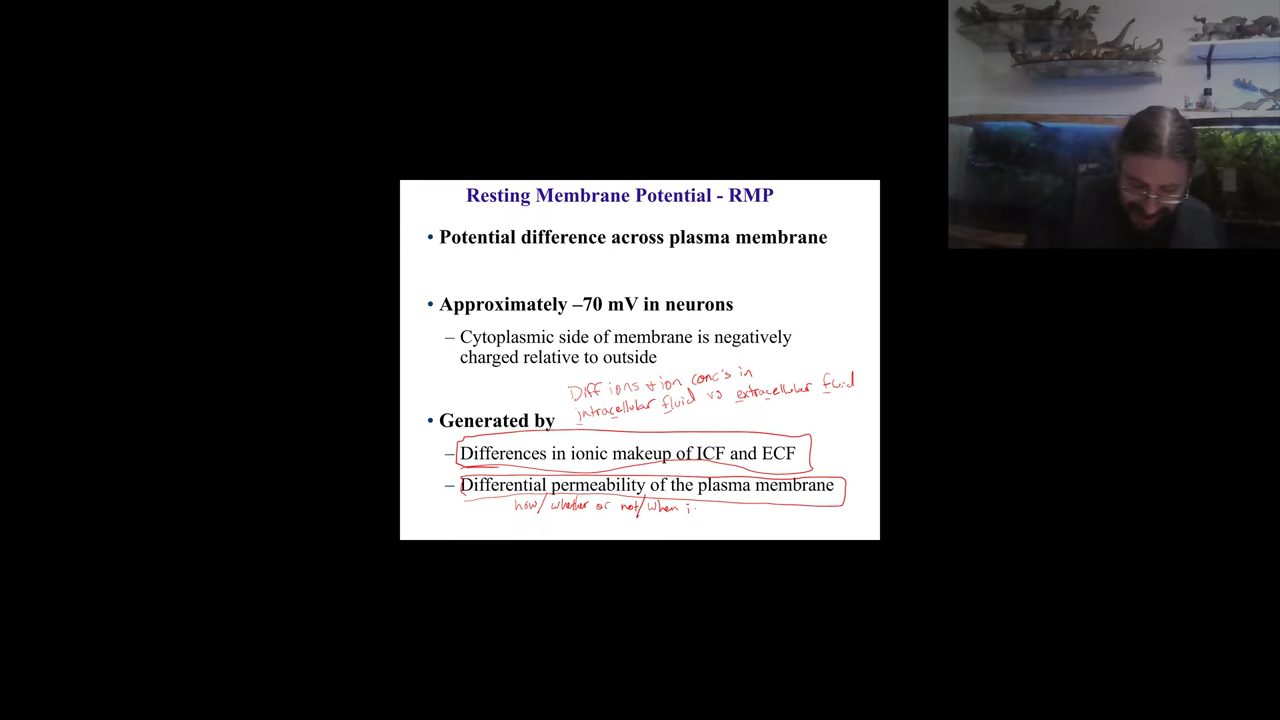 Resting Membrane Potential - RMP
• Potential difference across plasma membrane
• Approximately –70 mV in neurons
– Cytoplasmic side of membrane is negatively
charged relative to outside
Diff ions + ion conc's in
intracellular fluid vs extracellular fluid
• Generated by
– Differences in ionic makeup of ICF and ECF
– Differential permeability of the plasma membrane
how/whether or not/when i